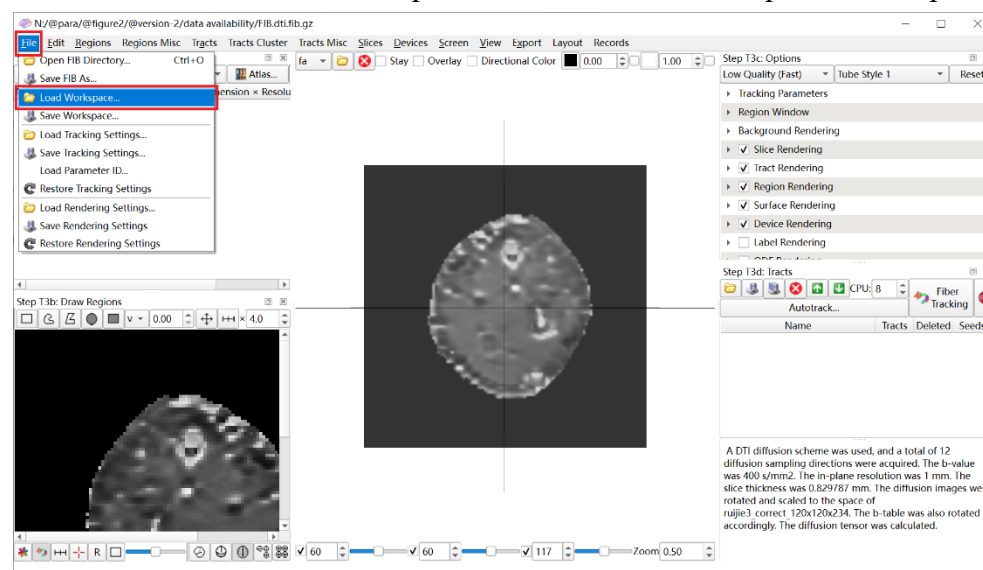 N:/@para/@figure2/@version-2/data availability/FIB.dti.fib.gz
File Edit Regions Regions Misc Tracts Tracts Cluster Tracts Misc Slices Devices Screen View Export Layout Records
Open FIB Directory... Ctrl+O
Save FIB As...
Load Workspace...
Save Workspace...
Load Tracking Settings...
Save Tracking Settings...
Load Parameter ID...
Restore Tracking Settings
Load Rendering Settings...
Save Rendering Settings
Restore Rendering Settings
Atlas...
ension × Resolu
fa Stay Overlay Directional Color 0.00 1.00
Step T3b: Draw Regions
v 0.00 × 4.0
R
60 60 117 Zoom 0.50
Step T3c: Options
Low Quality (Fast) Tube Style 1 Reset
Tracking Parameters
Region Window
Background Rendering
Slice Rendering
Tract Rendering
Region Rendering
Surface Rendering
Device Rendering
Label Rendering
Step T3d: Tracts
CPU: 8 Fiber
Tracking
Autotrack...
Name Tracts Deleted Seeds
A DTI diffusion scheme was used, and a total of 12
diffusion sampling directions were acquired. The b-value
was 400 s/mm2. The in-plane resolution was 1 mm. The
slice thickness was 0.829787 mm. The diffusion images we
rotated and scaled to the space of
ruijie3_correct_120x120x234. The b-table was also rotated
accordingly. The diffusion tensor was calculated.